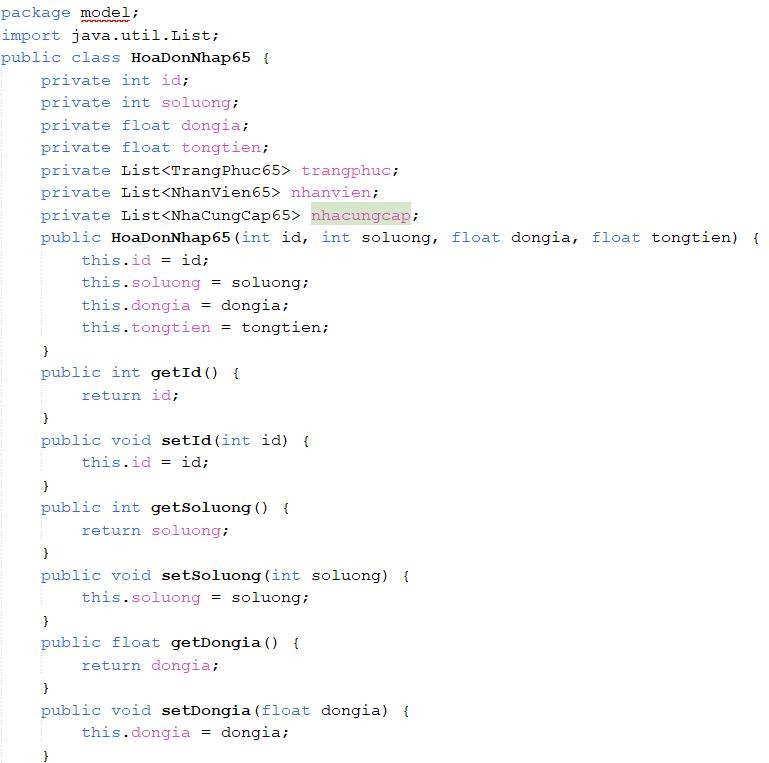 package model;
import java.util.List;
public class HoaDonNhap65 {
    private int id;
    private int soluong;
    private float dongia;
    private float tongtien;
    private List<TrangPhuc65> trangphuc;
    private List<NhanVien65> nhanvien;
    private List<NhaCungCap65> nhacungcap;
    public HoaDonNhap65(int id, int soluong, float dongia, float tongtien) {
        this.id = id;
        this.soluong = soluong;
        this.dongia = dongia;
        this.tongtien = tongtien;
    }
    public int getId() {
        return id;
    }
    public void setId(int id) {
        this.id = id;
    }
    public int getSoluong() {
        return soluong;
    }
    public void setSoluong(int soluong) {
        this.soluong = soluong;
    }
    public float getDongia() {
        return dongia;
    }
    public void setDongia(float dongia) {
        this.dongia = dongia;
    }